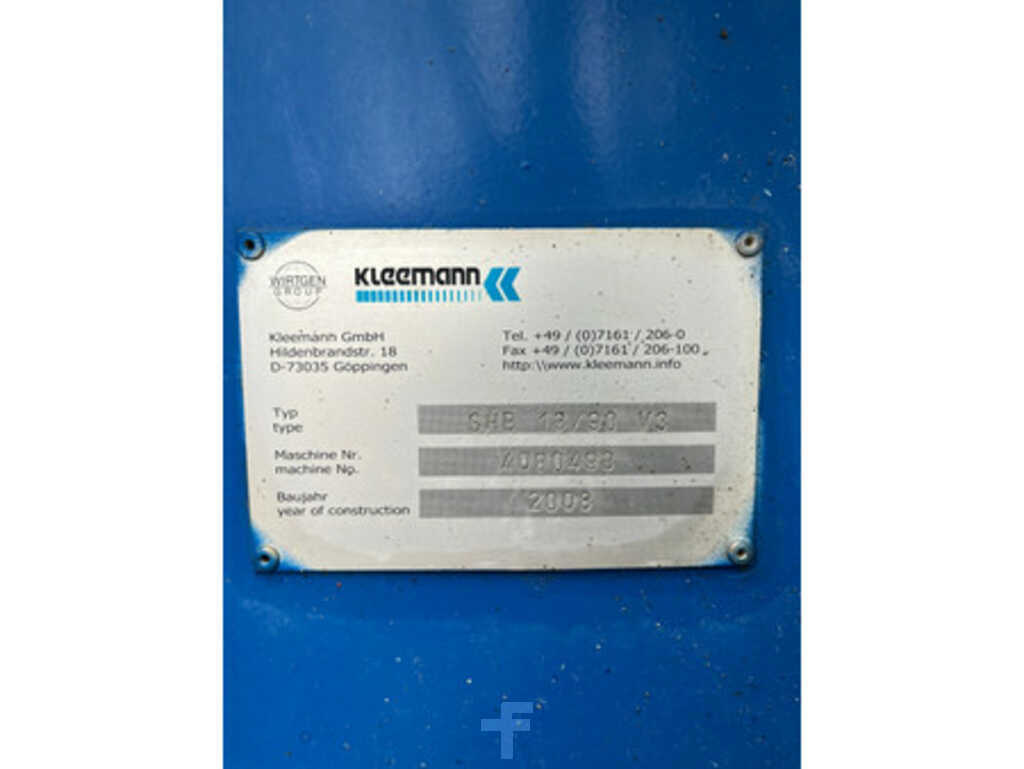 WIRTGEN
GROUP
KLEEMANN
Kleemann GmbH
Hildenbrandstr. 18
D-73035 Göppingen
Tel. +49 / (0)7161 / 206-0
Fax +49 / (0)7161 / 206-100
http:\\www.kleemann.info
Typ
type
Maschine Nr.
machine No.
Baujahr
year of construction
2008